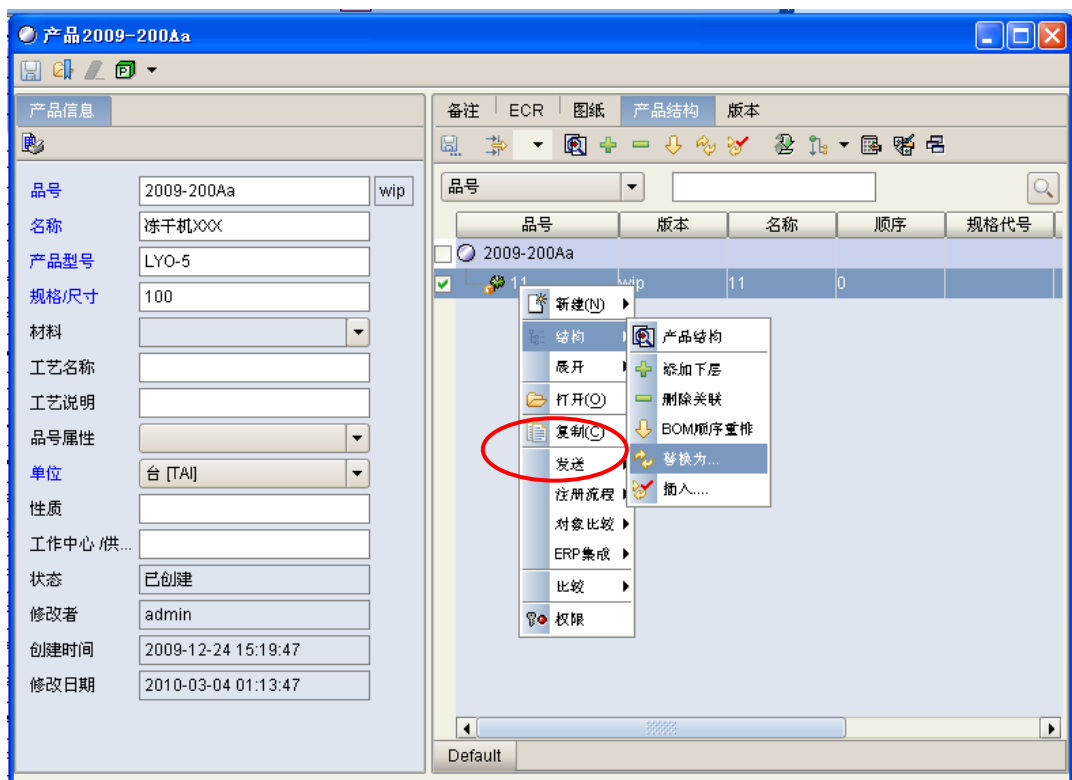 产品2009-200Aa
产品信息
品号 2009-200Aa wip
名称 冻干机XXX
产品型号 LYO-5
规格/尺寸 100
材料
工艺名称
工艺说明
品号属性
单位 台 [TAI]
性质
工作中心 /供...
状态 已创建
修改者 admin
创建时间 2009-12-24 15:19:47
修改日期 2010-03-04 01:13:47
备注 ECR 图纸 产品结构 版本
品号
品号 版本 名称 顺序 规格代号
2009-200Aa
11 wip 11 0
新建(N)
结构
展开
打开(O)
复制(C)
发送
注册流程
对象比较
ERP集成
比较
权限
产品结构
添加下层
删除关联
BOM顺序重排
替换为...
插入....
Default